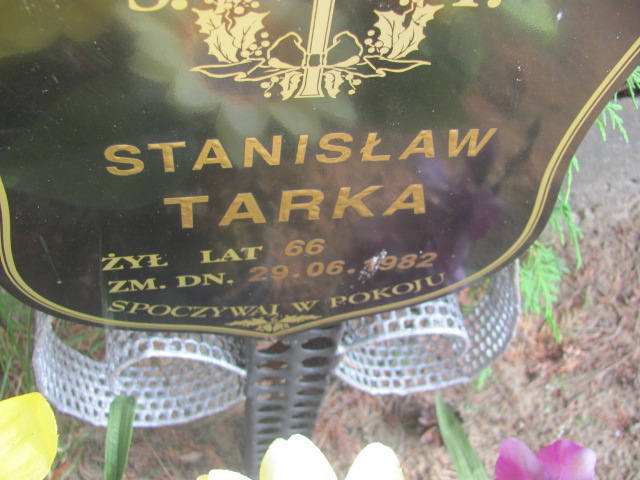 S. P.
STANISŁAW
TARKA
ŻYŁ LAT 66
ZM. DN. 29.06.1982
SPOCZYWAJ W POKOJU